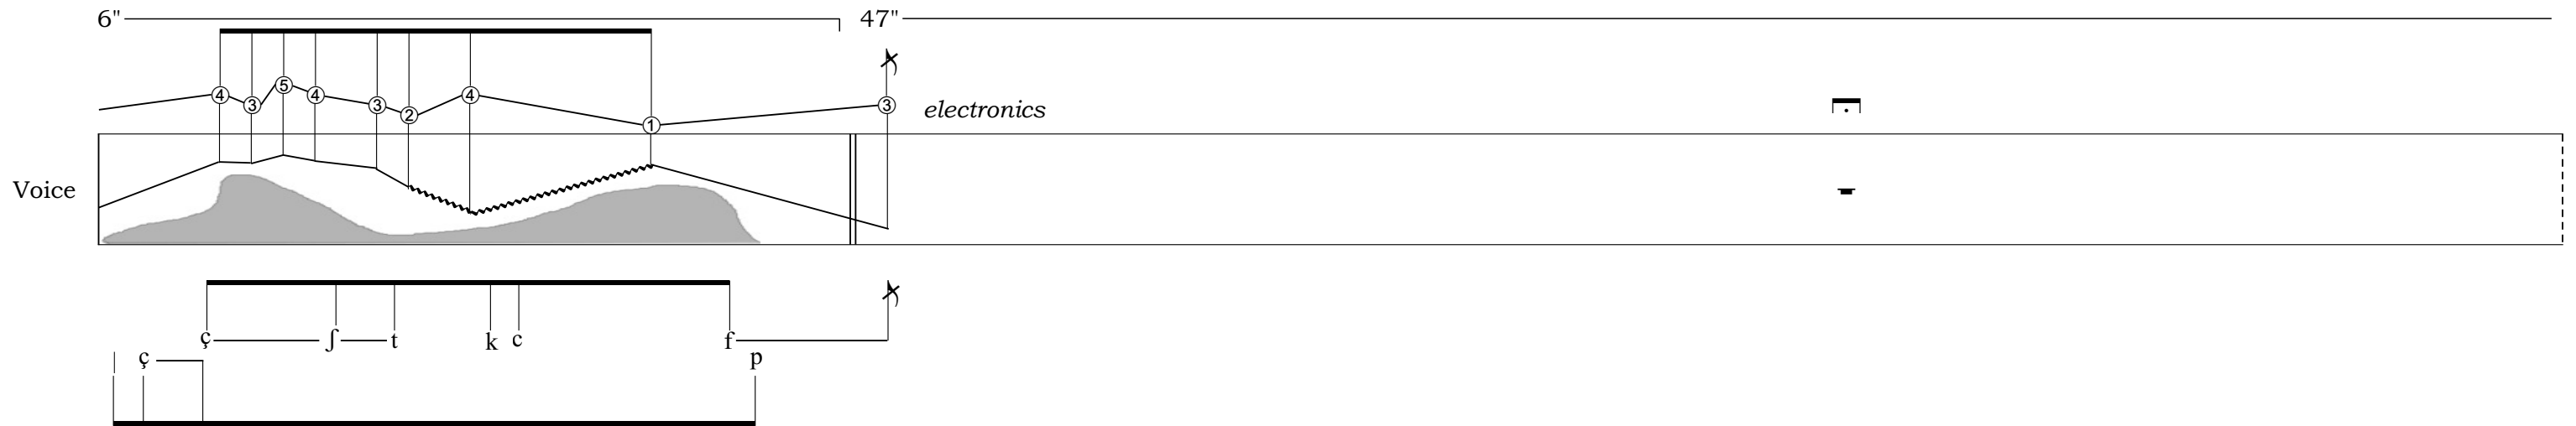 6" 47"
4 3 5 4 3 2 4 1 3
electronics
Voice
ç ʃ t k c f
| ç p